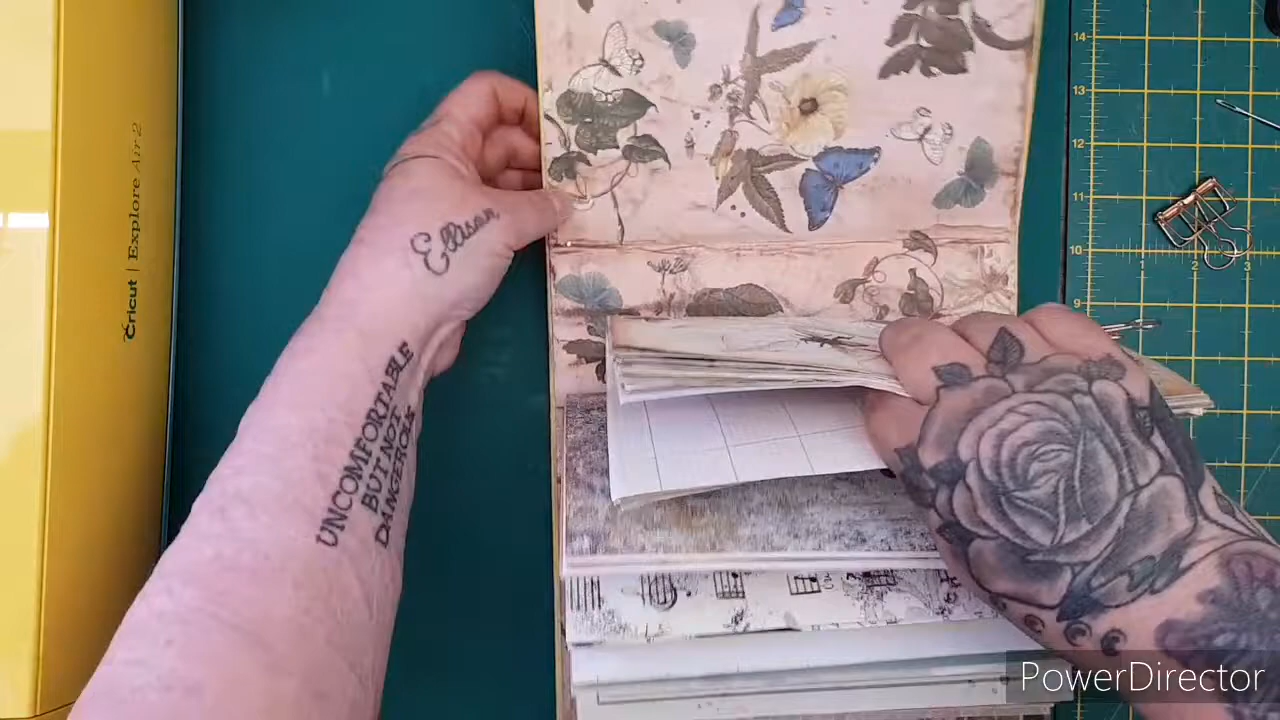 Cricut | Explore Air 2
Ellison
UNCOMFORTABLE
BUT NOT
DANGEROUS
14
13
12
11
10
9
1
2
3
PowerDirector